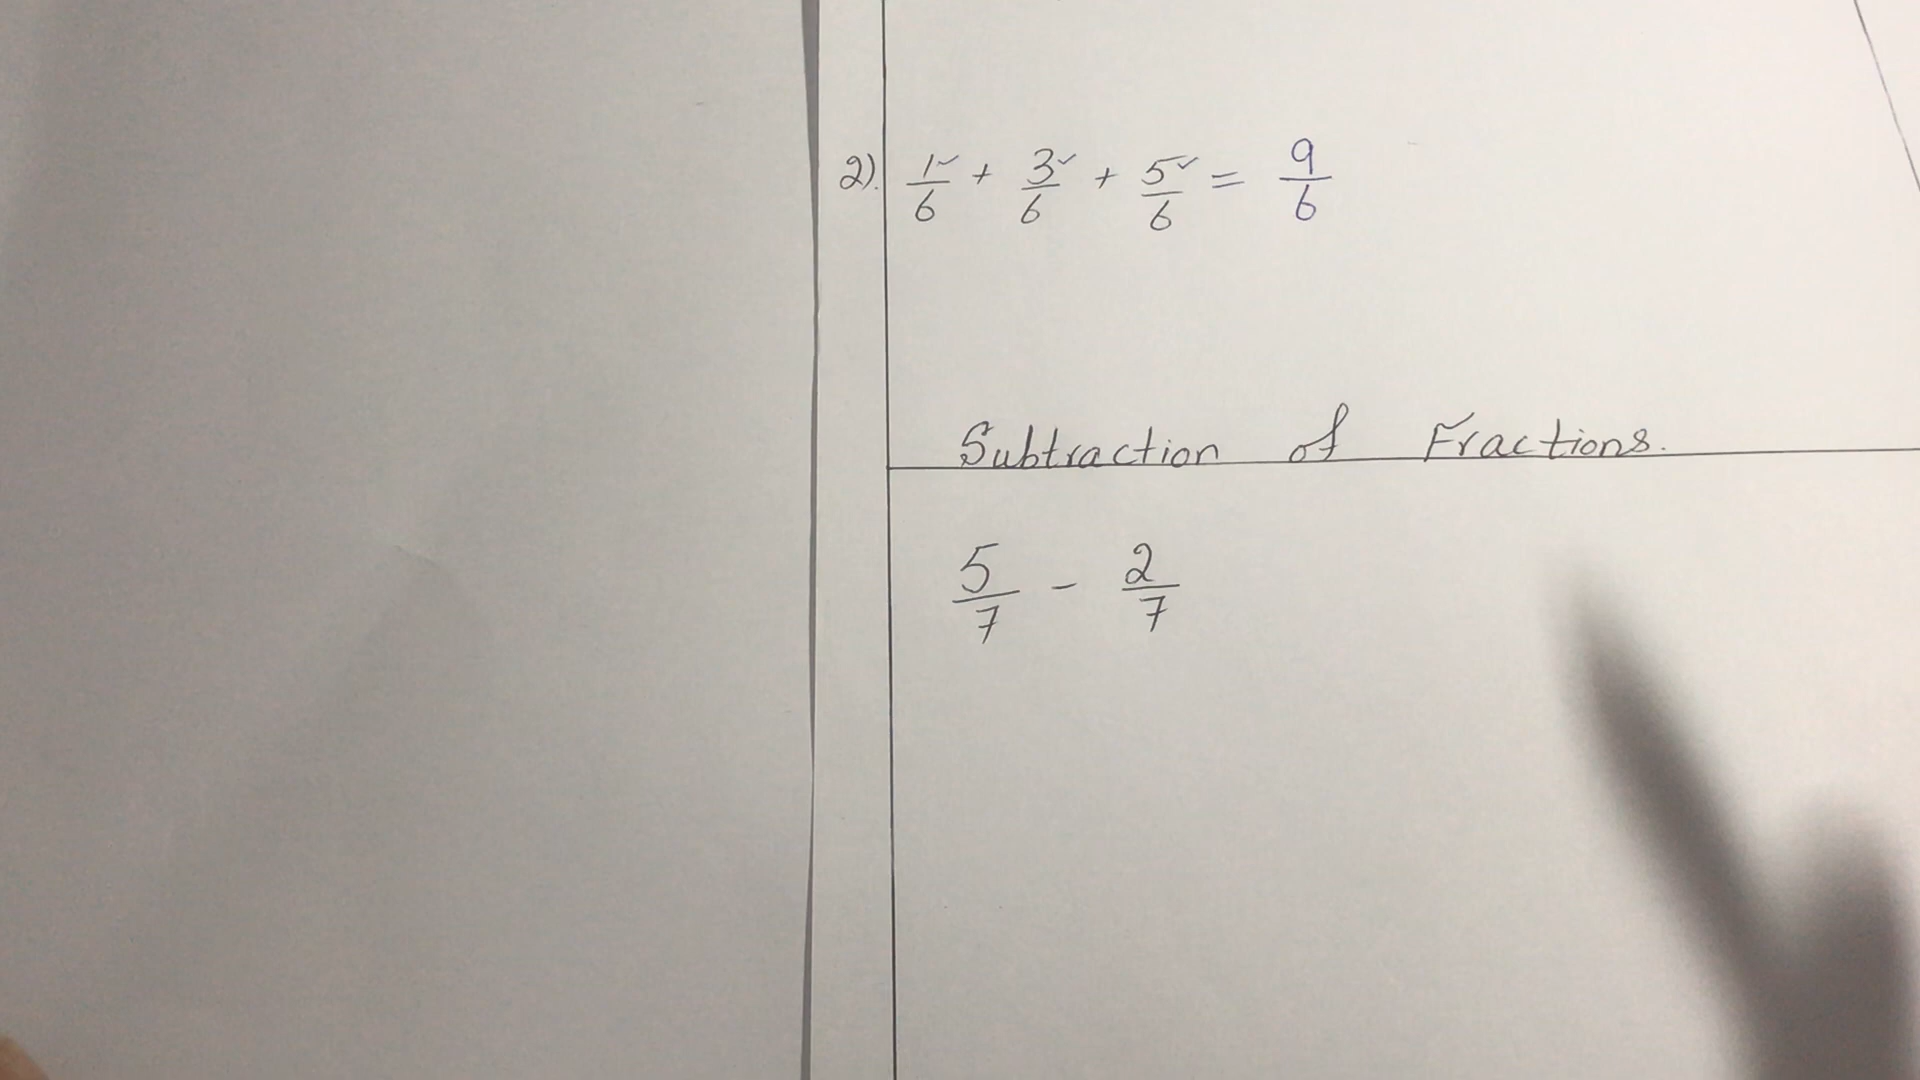 2). 1/6 + 3/6 + 5/6 = 9/6
Subtraction of Fractions.
5/7 - 2/7